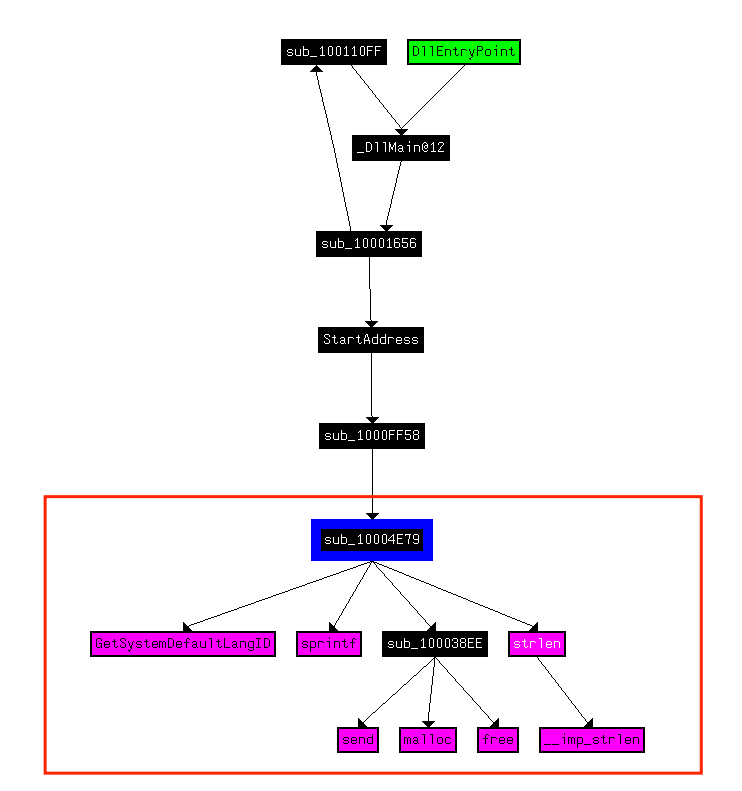 sub_100110FF
DllEntryPoint
_DllMain@12
sub_10001656
StartAddress
sub_1000FF58
sub_10004E79
GetSystemDefaultLangID
sprintf
sub_100038EE
strlen
send
malloc
free
__imp_strlen